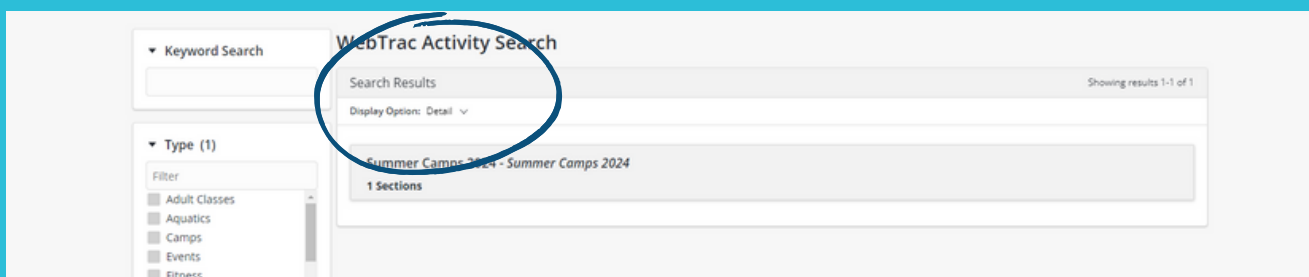 Keyword Search
Type (1)
Filter
Adult Classes
Aquatics
Camps
Events
Fitness
WebTrac Activity Search
Search Results
Showing results 1-1 of 1
Display Option: Detail
Summer Camps 2024 - Summer Camps 2024
1 Sections